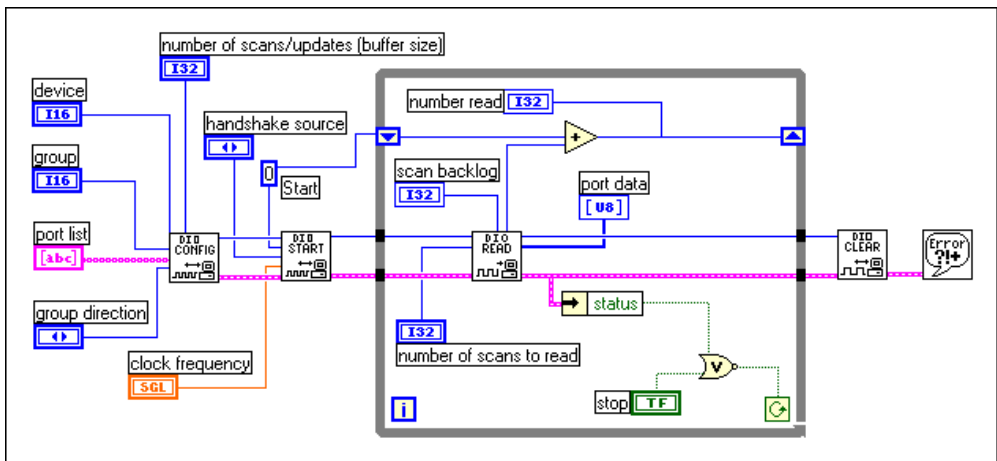 number of scans/updates (buffer size)
I32
device
I16
handshake source
group
I16
0
Start
port list
[abc]
group direction
clock frequency
SGL
DIO
CONFIG
DIO
START
number read
I32
+
scan backlog
I32
port data
[U8]
DIO
READ
I32
number of scans to read
status
V
stop
TF
i
DIO
CLEAR
Error
?!+